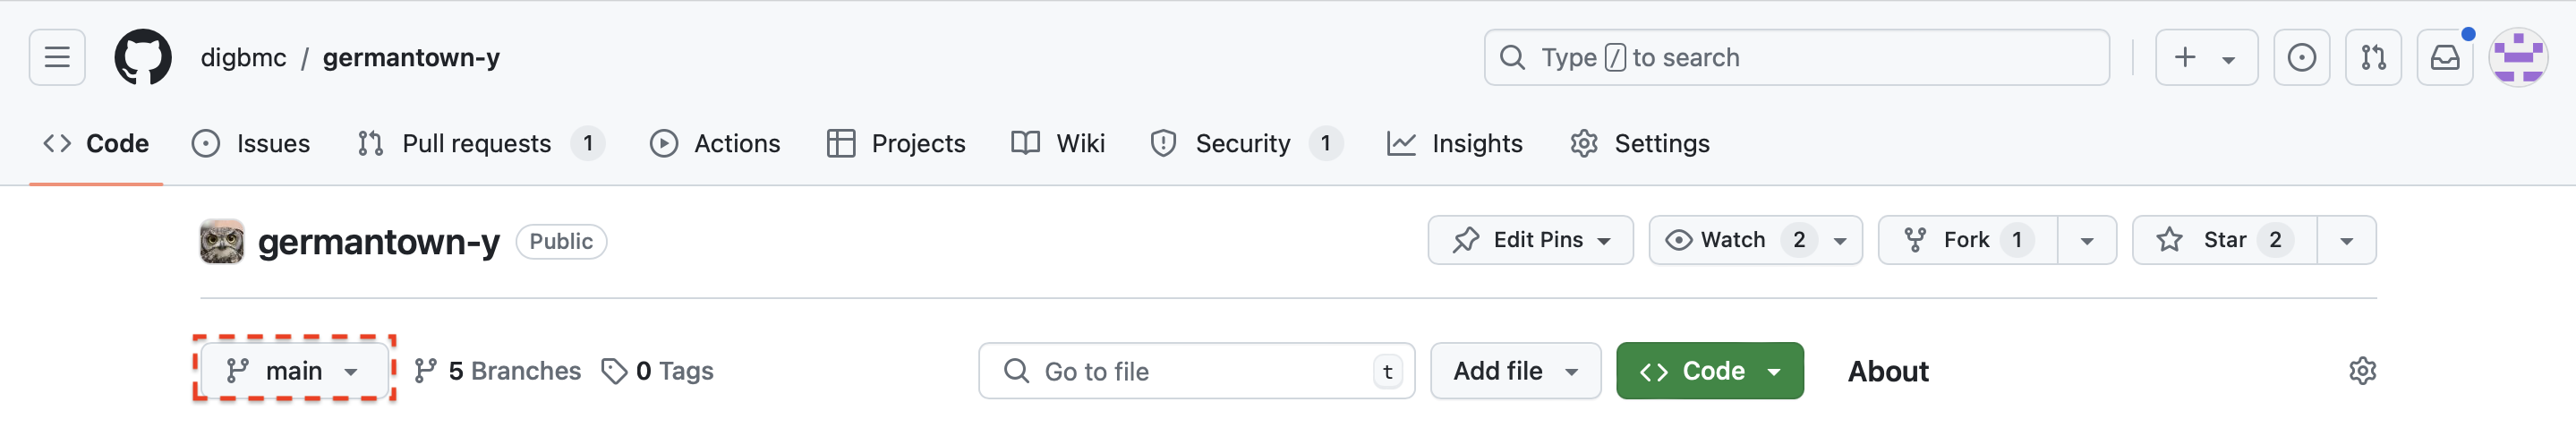 digbmc / germantown-y Type / to search
Code Issues Pull requests 1 Actions Projects Wiki Security 1 Insights Settings
germantown-y Public Edit Pins Watch 2 Fork 1 Star 2
main 5 Branches 0 Tags Go to file t Add file Code About